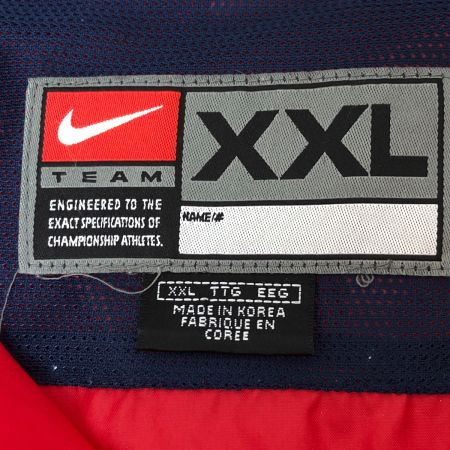 TEAM
ENGINEERED TO THE
EXACT SPECIFICATIONS OF
CHAMPIONSHIP ATHLETES.
XXL
NAME/#
XXL TTG EEG
MADE IN KOREA
FABRIQUE EN
COREE